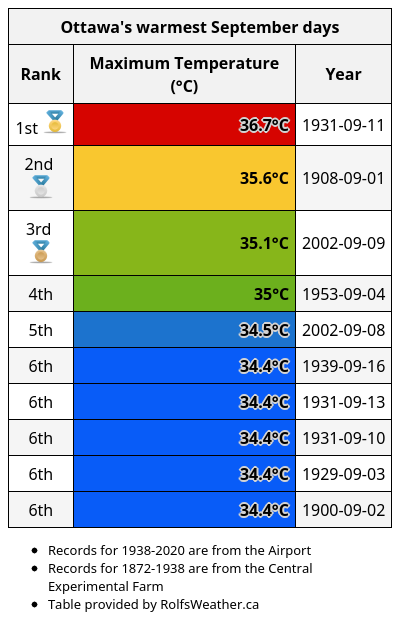 Ottawa's warmest September days
Rank Maximum Temperature (°C) Year
1st 36.7°C 1931-09-11
2nd 35.6°C 1908-09-01
3rd 35.1°C 2002-09-09
4th 35°C 1953-09-04
5th 34.5°C 2002-09-08
6th 34.4°C 1939-09-16
6th 34.4°C 1931-09-13
6th 34.4°C 1931-09-10
6th 34.4°C 1929-09-03
6th 34.4°C 1900-09-02
• Records for 1938-2020 are from the Airport
• Records for 1872-1938 are from the Central
Experimental Farm
• Table provided by RolfsWeather.ca